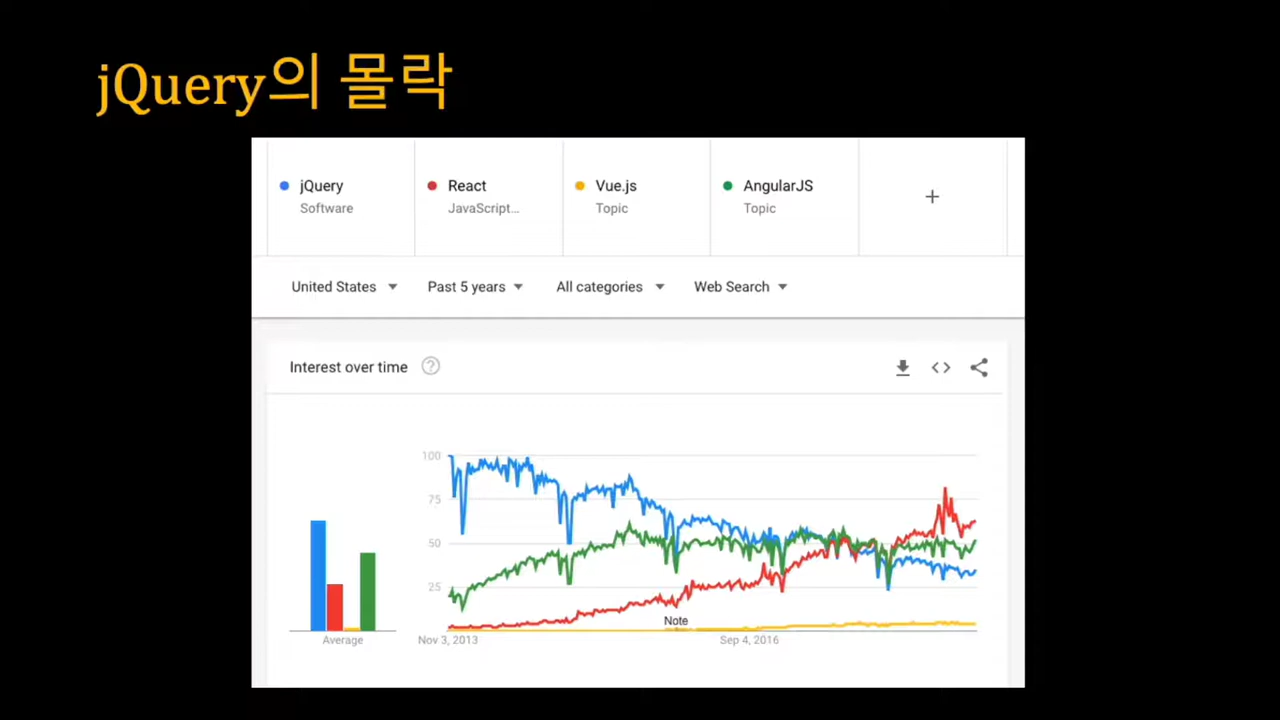 jQuery의 몰락
jQuery React Vue.js AngularJS +
Software JavaScript... Topic Topic
United States Past 5 years All categories Web Search
Interest over time ?
100
75
50
25
Note
Average Nov 3, 2013 Sep 4, 2016